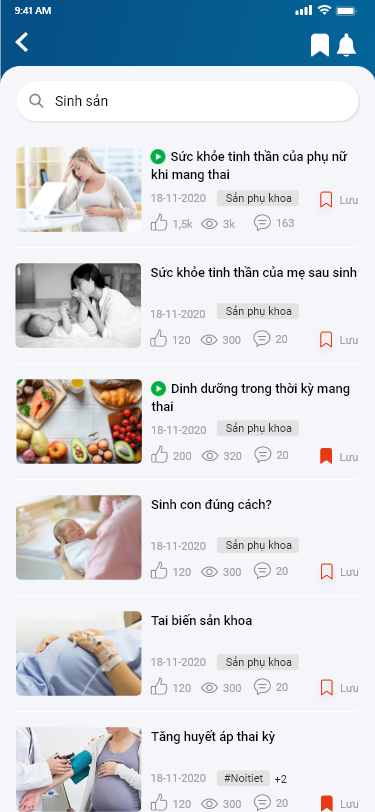 9:41 AM
Sinh sản
Sức khỏe tinh thần của phụ nữ
khi mang thai
18-11-2020 Sản phụ khoa Lưu
1,5k 3k 163
Sức khỏe tinh thần của mẹ sau sinh
18-11-2020 Sản phụ khoa
120 300 20 Lưu
Dinh dưỡng trong thời kỳ mang
thai
18-11-2020 Sản phụ khoa
200 320 20 Lưu
Sinh con đúng cách?
18-11-2020 Sản phụ khoa
120 300 20 Lưu
Tai biến sản khoa
18-11-2020 Sản phụ khoa
120 300 20 Lưu
Tăng huyết áp thai kỳ
18-11-2020 #Noitiet +2
120 300 20 Lưu